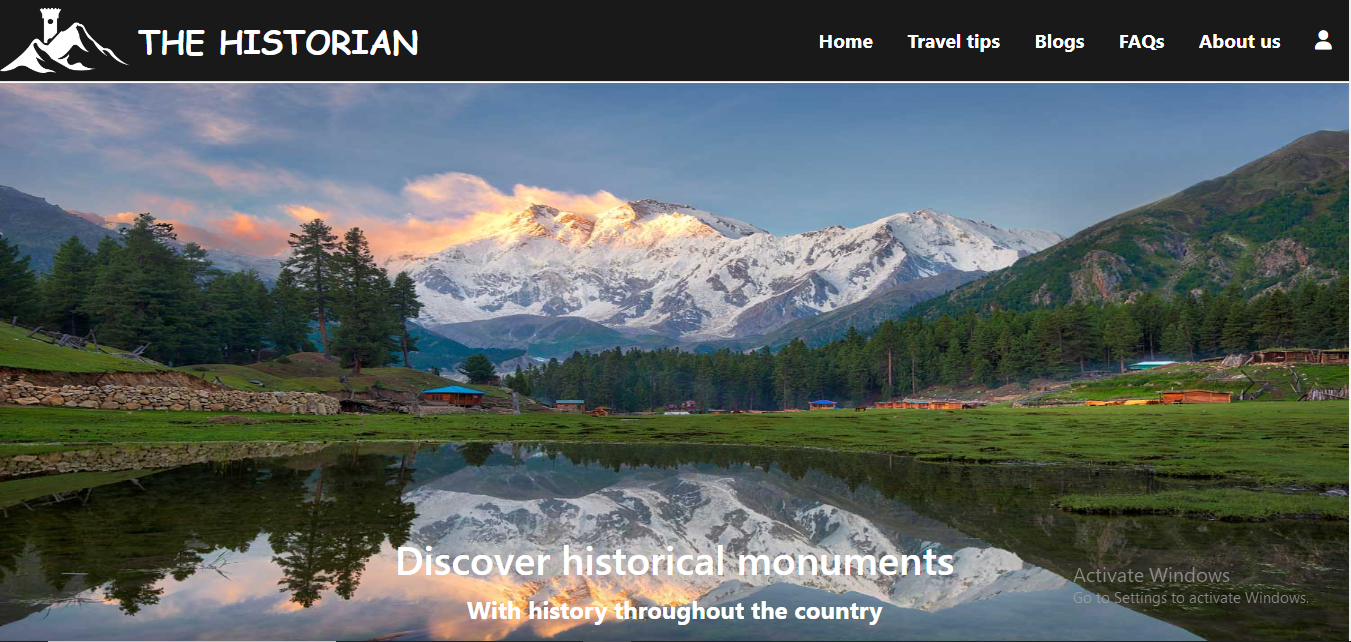 THE HISTORIAN
Home Travel tips Blogs FAQs About us
Discover historical monuments
With history throughout the country
Activate Windows
Go to Settings to activate Windows.